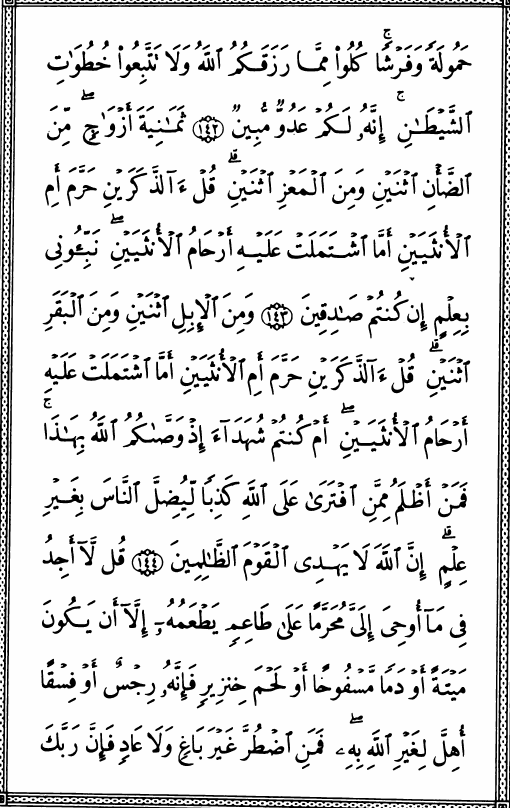 حَمُولَةً وَفَرۡشٗاۚ كُلُواْ مِمَّا رَزَقَكُمُ ٱللَّهُ وَلَا تَتَّبِعُواْ خُطُوَٰتِ
ٱلشَّيۡطَٰنِۚ إِنَّهُۥ لَكُمۡ عَدُوّٞ مُّبِينٞ ١٤٢ ثَمَٰنِيَةَ أَزۡوَٰجٖۖ مِّنَ
ٱلضَّأۡنِ ٱثۡنَيۡنِ وَمِنَ ٱلۡمَعۡزِ ٱثۡنَيۡنِۗ قُلۡ ءَآلذَّكَرَيۡنِ حَرَّمَ أَمِ
ٱلۡأُنثَيَيۡنِ أَمَّا ٱشۡتَمَلَتۡ عَلَيۡهِ أَرۡحَامُ ٱلۡأُنثَيَيۡنِۖ نَبِّـُٔونِي
بِعِلۡمٍ إِن كُنتُمۡ صَٰدِقِينَ ١٤٣ وَمِنَ ٱلۡإِبِلِ ٱثۡنَيۡنِ وَمِنَ ٱلۡبَقَرِ
ٱثۡنَيۡنِۗ قُلۡ ءَآلذَّكَرَيۡنِ حَرَّمَ أَمِ ٱلۡأُنثَيَيۡنِ أَمَّا ٱشۡتَمَلَتۡ عَلَيۡهِ
أَرۡحَامُ ٱلۡأُنثَيَيۡنِۖ أَمۡ كُنتُمۡ شُهَدَآءَ إِذۡ وَصَّىٰكُمُ ٱللَّهُ بِهَٰذَاۚ
فَمَنۡ أَظۡلَمُ مِمَّنِ ٱفۡتَرَىٰ عَلَى ٱللَّهِ كَذِبٗا لِّيُضِلَّ ٱلنَّاسَ بِغَيۡرِ
عِلۡمٍۗ إِنَّ ٱللَّهَ لَا يَهۡدِي ٱلۡقَوۡمَ ٱلظَّٰلِمِينَ ١٤٤ قُل لَّآ أَجِدُ
فِي مَآ أُوحِيَ إِلَيَّ مُحَرَّمًا عَلَىٰ طَاعِمٖ يَطۡعَمُهُۥٓ إِلَّآ أَن يَكُونَ
مَيۡتَةً أَوۡ دَمٗا مَّسۡفُوحًا أَوۡ لَحۡمَ خِنزِيرٖ فَإِنَّهُۥ رِجۡسٌ أَوۡ فِسۡقًا
أُهِلَّ لِغَيۡرِ ٱللَّهِ بِهِۦۖ فَمَنِ ٱضۡطُرَّ غَيۡرَ بَاغٖ وَلَا عَادٖ فَإِنَّ رَبَّكَ